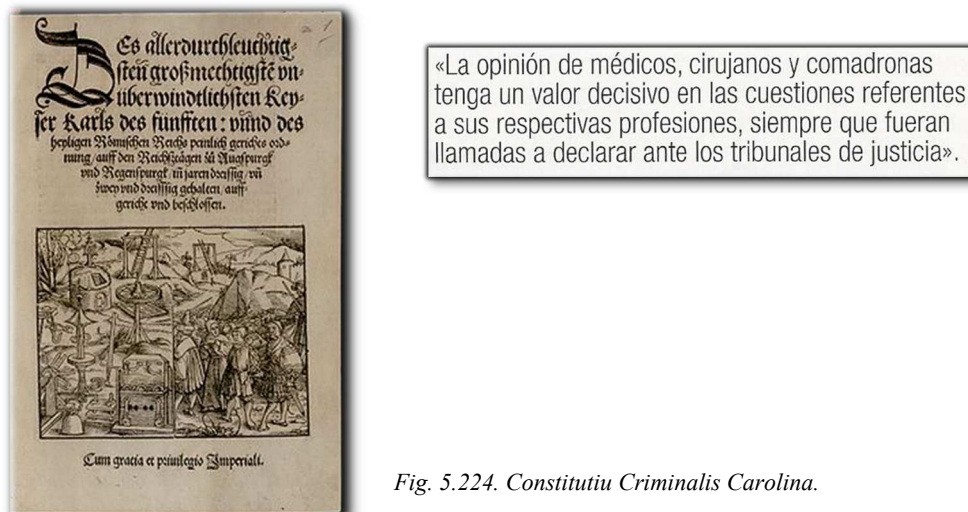 Des allerdurchleuchtig-
sten großmechtigstẽ vn-
überwindtlichsten Key-
ser Karls des fünfften: vnnd des
heyligen Römischen Reichs peinlich gerichts ord-
nung / auff den Reichßtägen zů Augspurgk
vnd Regenspurgk / in jaren dreissig / vñ
zwey vnd dreissig gehalten / auff-
gericht vnd beschlossen.
Cum gratia et priuilegio Imperiali.
«La opinión de médicos, cirujanos y comadronas
tenga un valor decisivo en las cuestiones referentes
a sus respectivas profesiones, siempre que fueran
llamadas a declarar ante los tribunales de justicia».
Fig. 5.224. Constitutiu Criminalis Carolina.